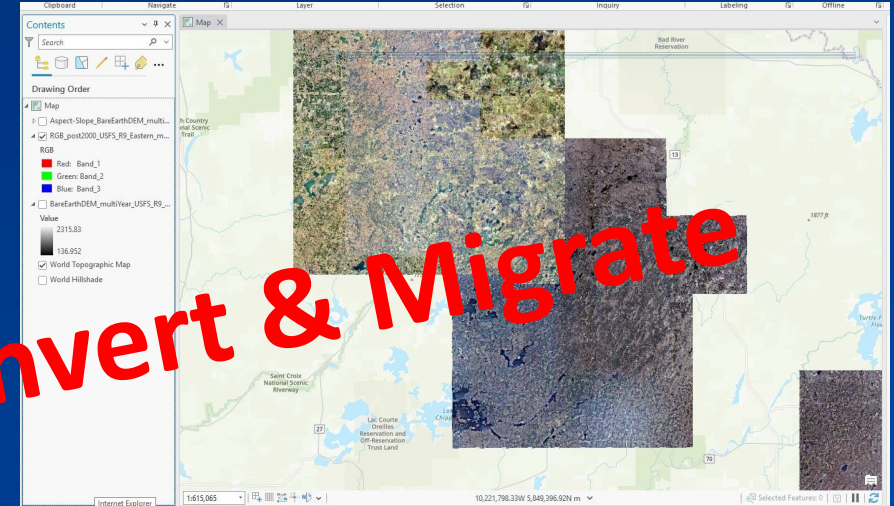 Clipboard
Navigate
Layer
Selection
Inquiry
Labeling
Offline
Contents
Map
Search
Drawing Order
Map
Aspect-Slope_BareEarthDEM_multi...
RGB_post2000_USFS_R9_Eastern_m...
RGB
Red: Band_1
Green: Band_2
Blue: Band_3
BareEarthDEM_multiYear_USFS_R9_...
Value
2315.83
136.952
World Topographic Map
World Hillshade
Internet Explorer
Bad River
Reservation
Scenic
Trail
13
1877 ft
nvert & Migrate
Saint Croix
National Scenic
Riverway
27
Lac Courte
Oreilles
Reservation and
Off-Reservation
Trust Land
70
1:615,065
10,221,798.33W 5,849,396.92N m
Selected Features: 0